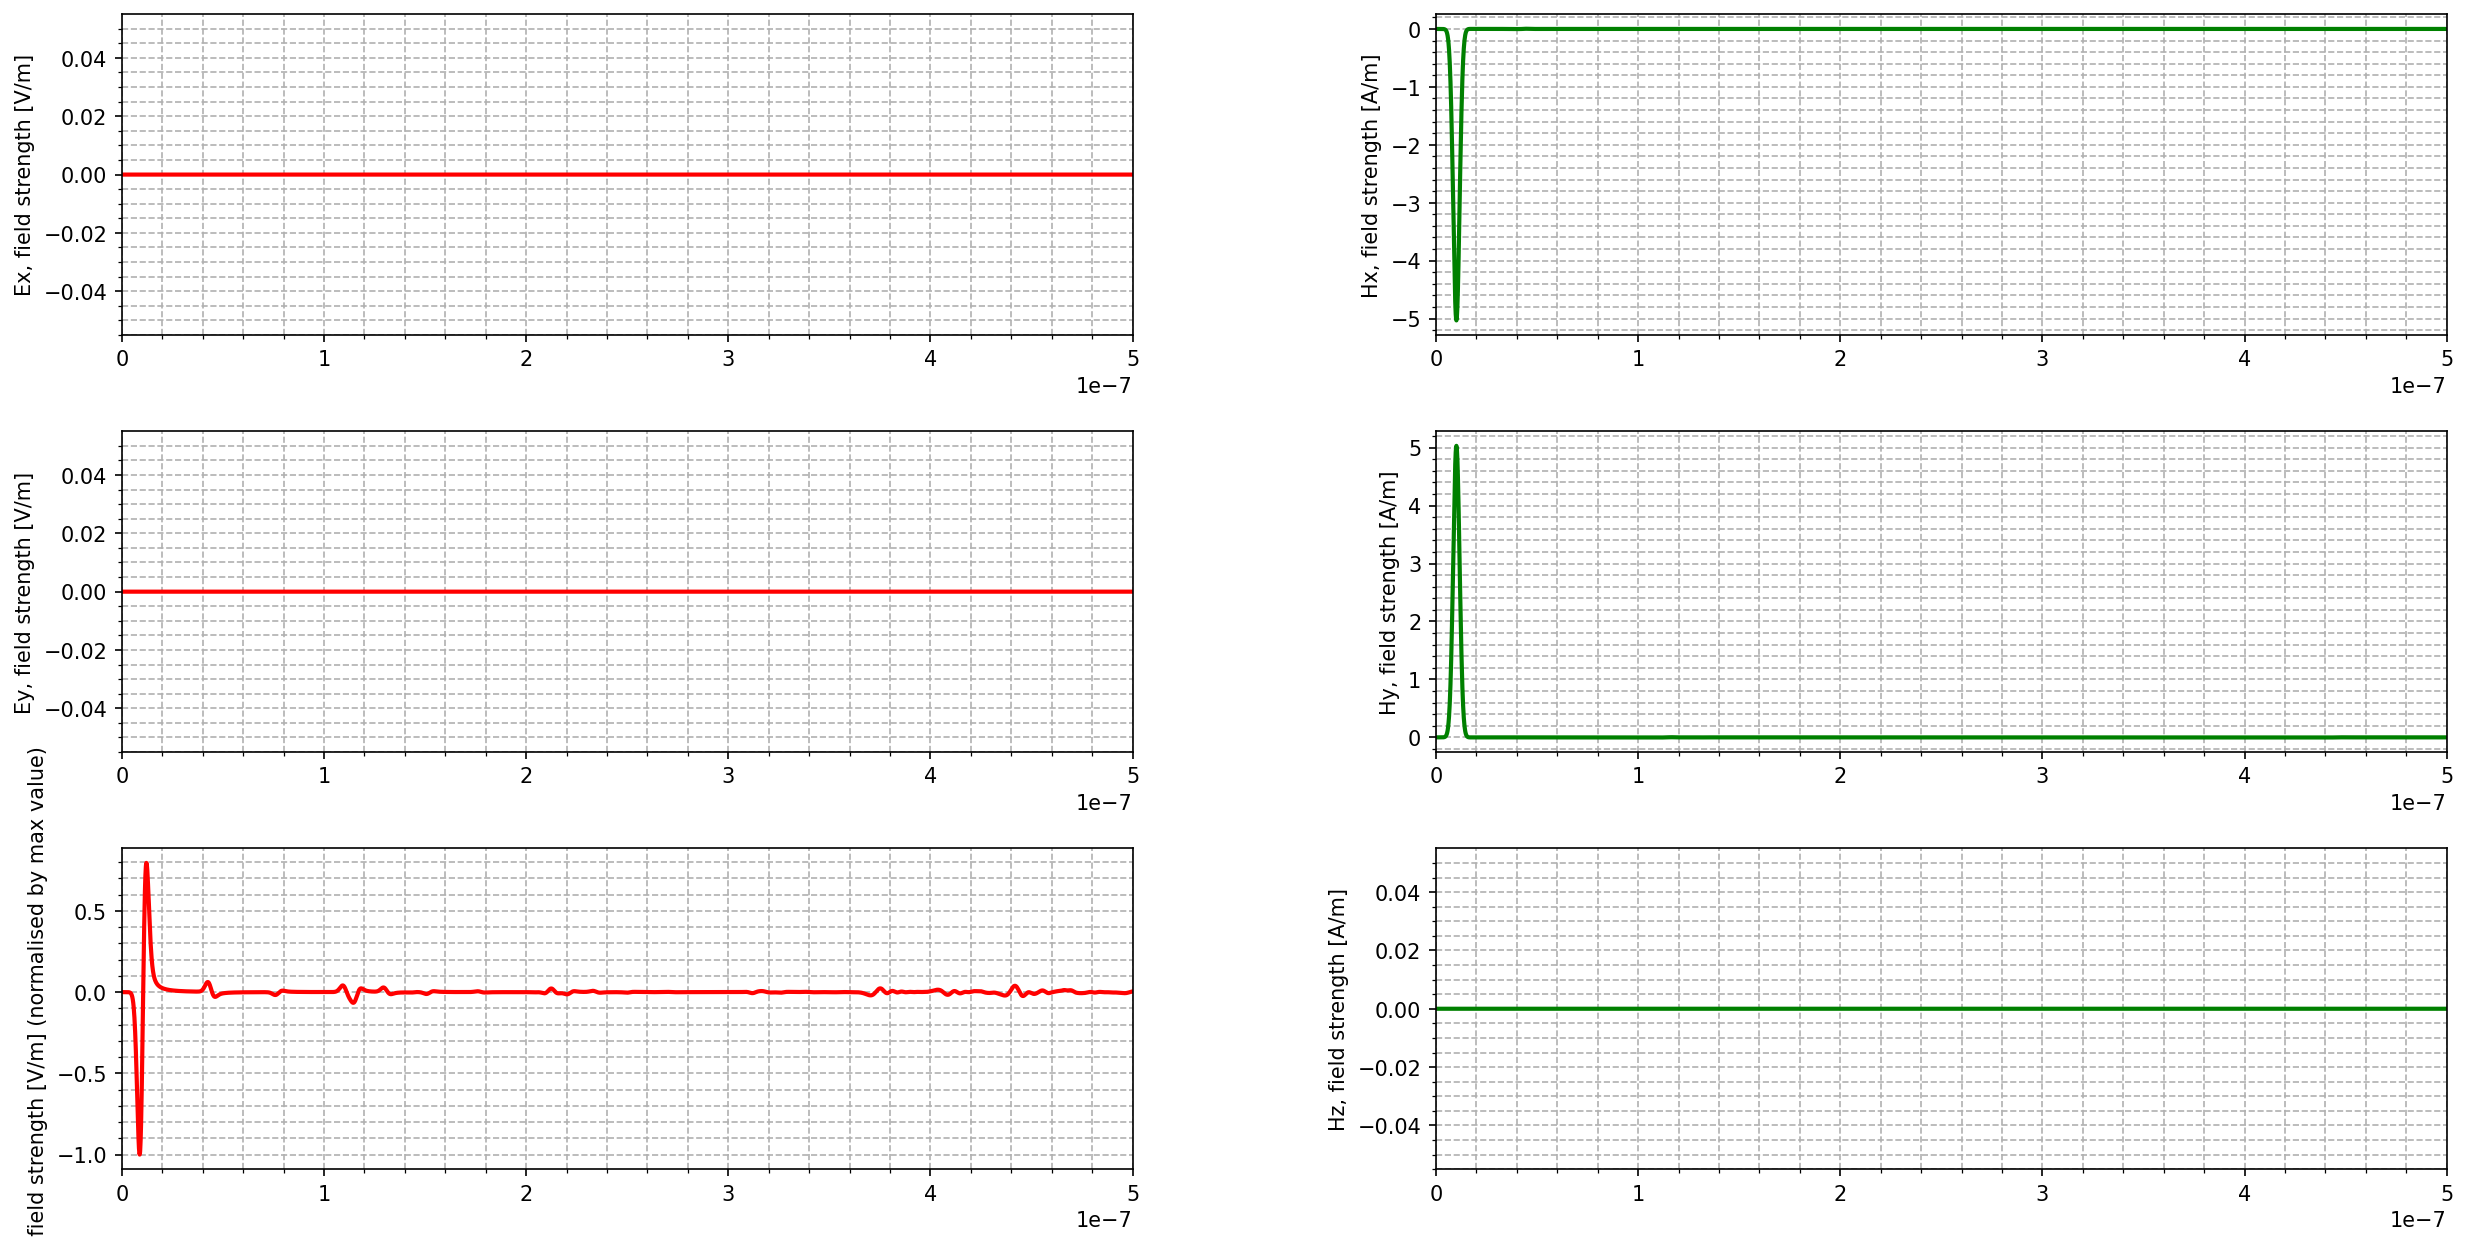 Ex, field strength [V/m]
0.04
0.02
0.00
−0.02
−0.04
0 1 2 3 4 5
1e−7
Hx, field strength [A/m]
0
−1
−2
−3
−4
−5
0 1 2 3 4 5
1e−7
Ey, field strength [V/m]
0.04
0.02
0.00
−0.02
−0.04
0 1 2 3 4 5
1e−7
Hy, field strength [A/m]
5
4
3
2
1
0
0 1 2 3 4 5
1e−7
field strength [V/m] (normalised by max value)
0.5
0.0
−0.5
−1.0
0 1 2 3 4 5
1e−7
Hz, field strength [A/m]
0.04
0.02
0.00
−0.02
−0.04
0 1 2 3 4 5
1e−7